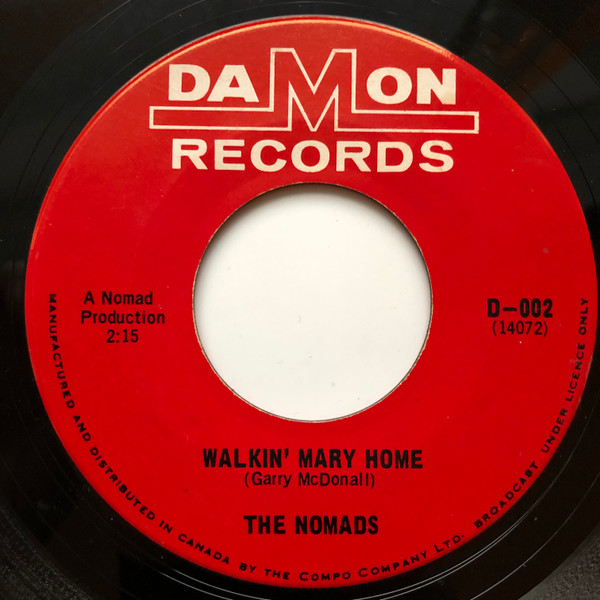 DAMON
RECORDS
A Nomad
Production
2:15
D-002
(14072)
WALKIN' MARY HOME
(Garry McDonall)
THE NOMADS
MANUFACTURED AND DISTRIBUTED IN CANADA BY THE COMPO COMPANY LTD. BROADCAST UNDER LICENCE ONLY